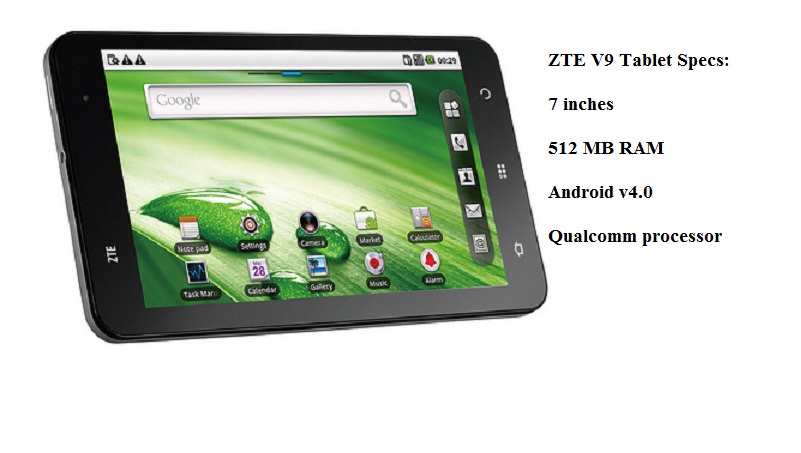 00:29
Google
Note pad
Settings
Camera
Market
Calculator
MAY
28
Task Man
Calendar
Gallery
Music
Alarm
ZTE
ZTE V9 Tablet Specs:
7 inches
512 MB RAM
Android v4.0
Qualcomm processor